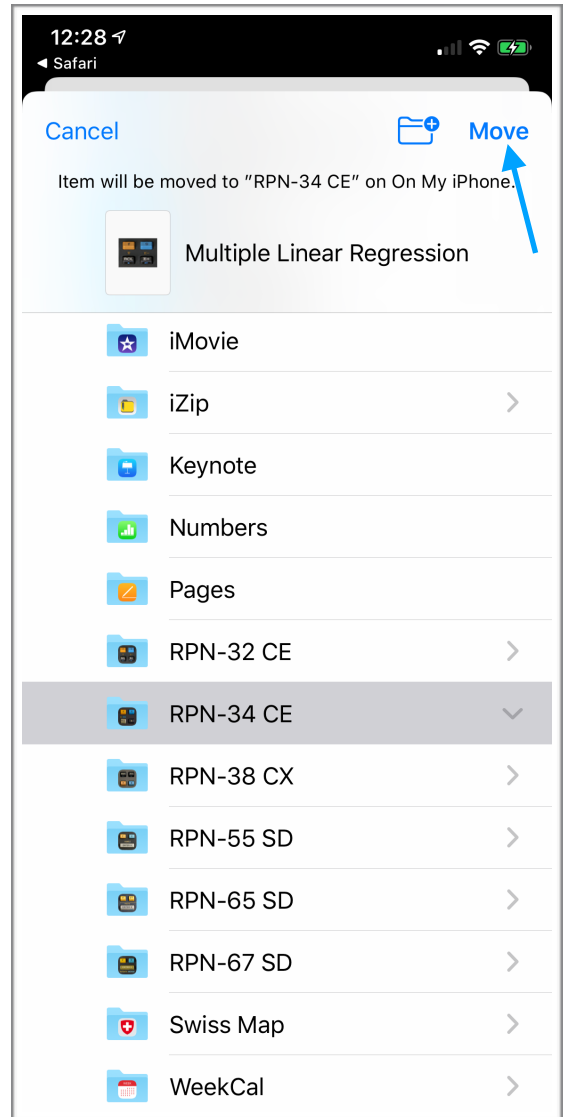 12:28
Safari
Cancel
Move
Item will be moved to "RPN-34 CE" on On My iPhone.
Multiple Linear Regression
iMovie
iZip
Keynote
Numbers
Pages
RPN-32 CE
RPN-34 CE
RPN-38 CX
RPN-55 SD
RPN-65 SD
RPN-67 SD
Swiss Map
WeekCal